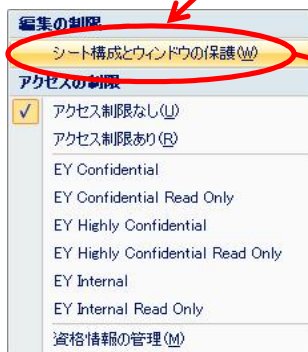 編集の制限
シート構成とウィンドウの保護(W)
アクセスの制限
アクセス制限なし(U)
アクセス制限あり(R)
EY Confidential
EY Confidential Read Only
EY Highly Confidential
EY Highly Confidential Read Only
EY Internal
EY Internal Read Only
資格情報の管理(M)